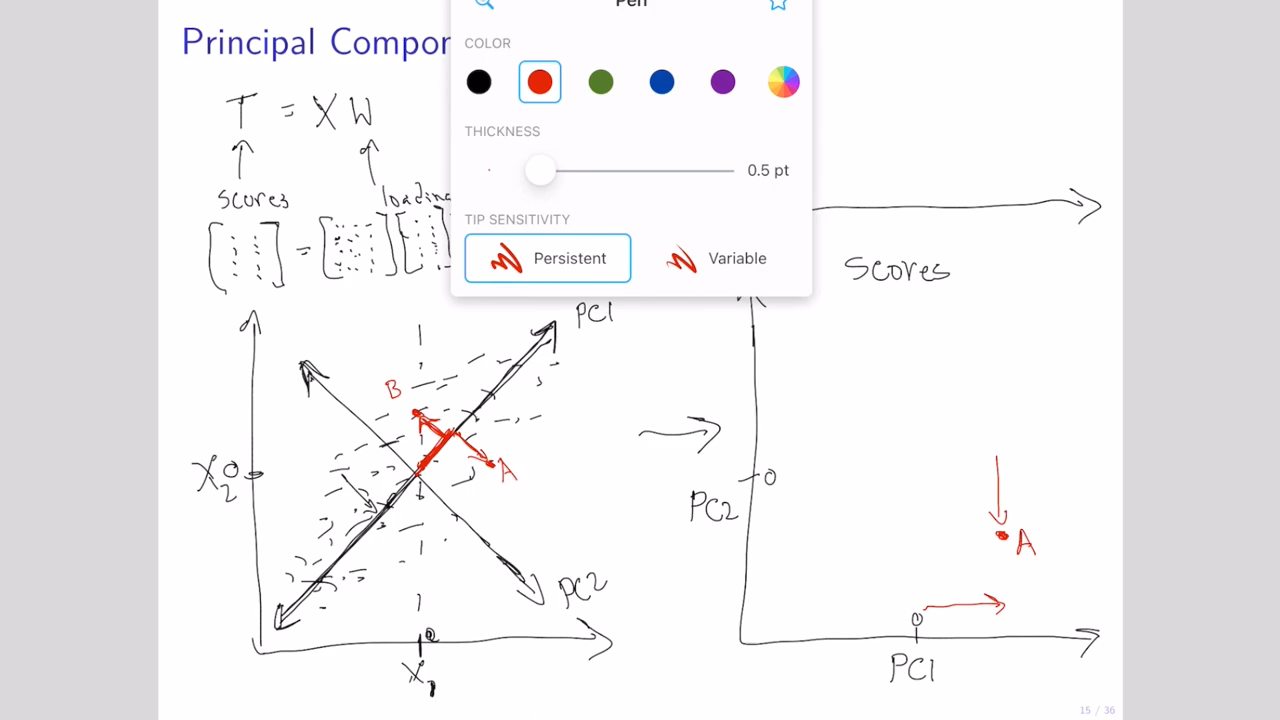 Principal Compon
Pen
COLOR
THICKNESS
0.5 pt
TIP SENSITIVITY
Persistent
Variable
T = X W
scores
loading
=
Scores
PC1
B
A
X2
0
PC2
0
X1
PC2
0
A
0
PC1
15 / 36